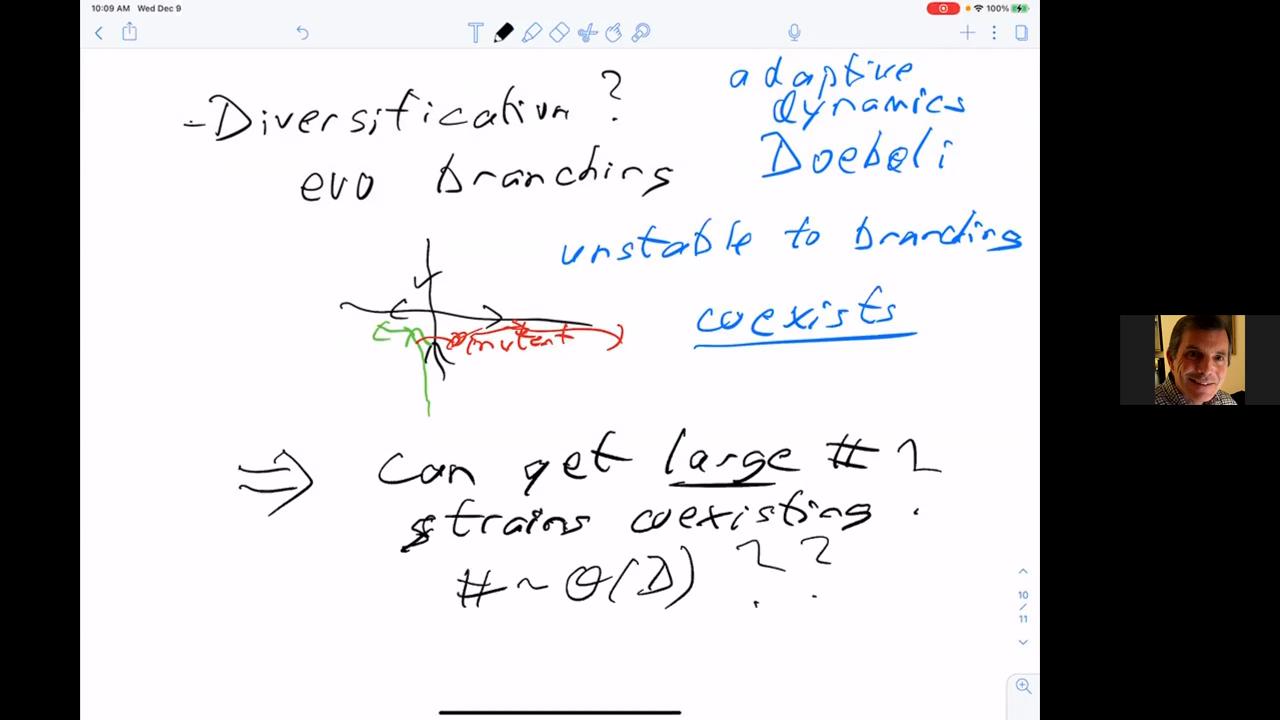 10:09 AM Wed Dec 9
100%
T
- Diversification ?
evo branching
adaptive
dynamics
Doebeli
unstable to branching
coexists
mutant
⇒ can get large # ?
strains coexisting
# ~ O(D) ??
10
/
11